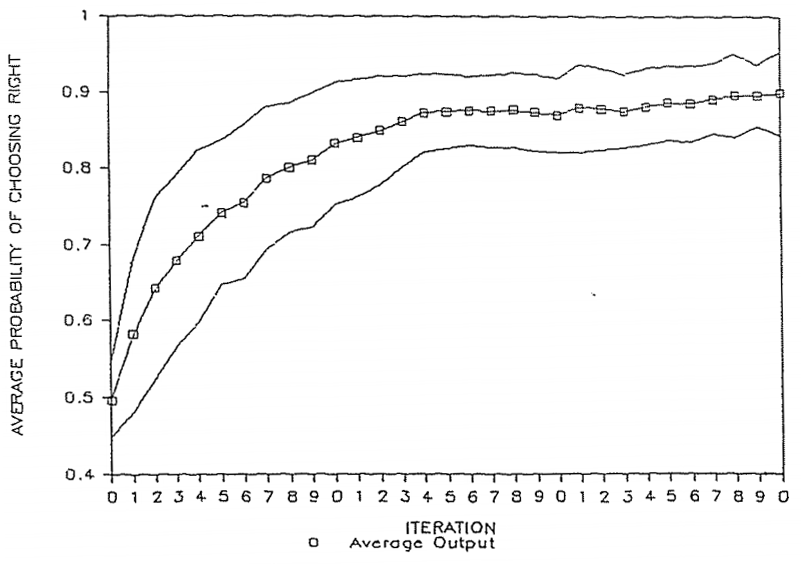 AVERAGE PROBABILITY OF CHOOSING RIGHT
1
0.9
0.8
0.7
0.6
0.5
0.4
0 1 2 3 4 5 6 7 8 9 0 1 2 3 4 5 6 7 8 9 0 1 2 3 4 5 6 7 8 9 0
ITERATION
Average Output